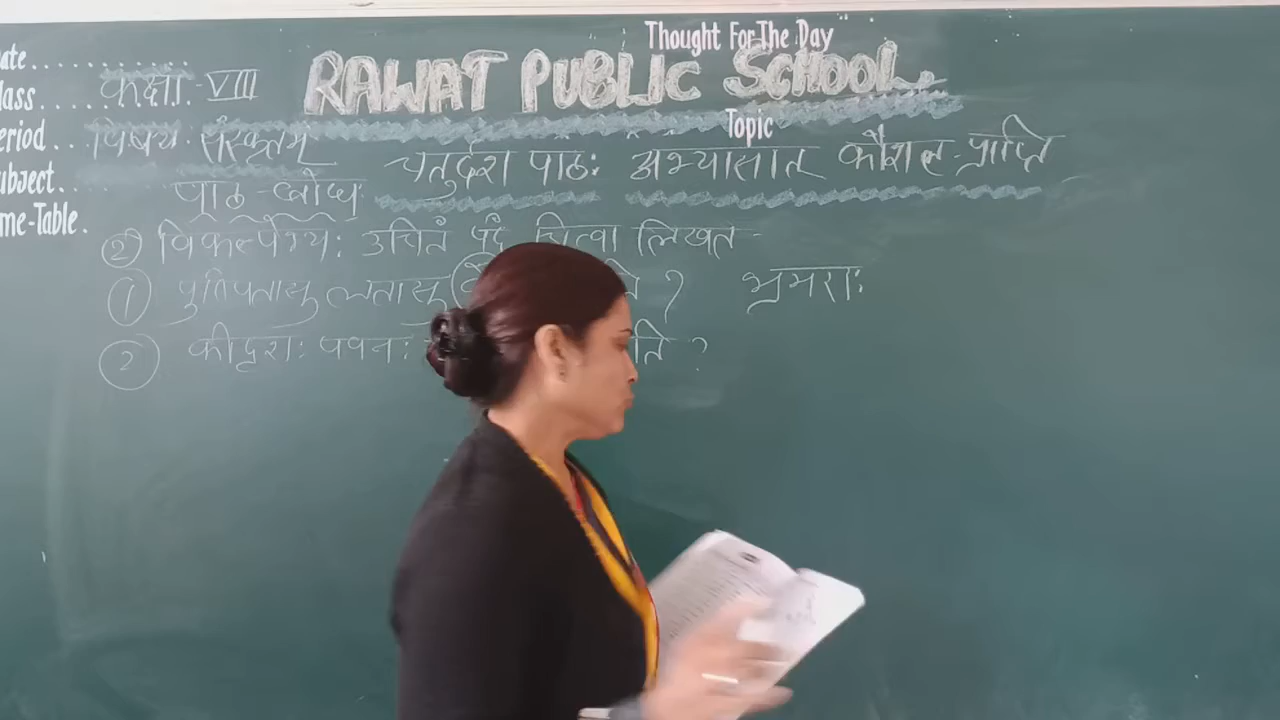 Thought For The Day
RAWAT PUBLIC SCHOOL
ate..............
lass...... कक्षा - VIII
eriod... विषय - संस्कृतम्
Topic
ubject....
चतुर्दश पाठः अभ्यासात् कौशल-प्राप्ति
me-Table. पाठ-बोधः
② विकल्पेभ्यः उचितं पदं चित्वा लिखत -
① पुष्पितासु लतासु ? भ्रमराः
② कीदृशः पवनः ति ?